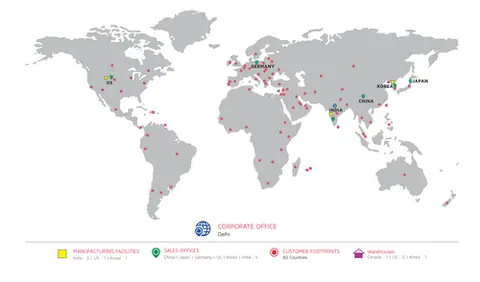 GERMANY
US
KOREA
JAPAN
CHINA
INDIA
CORPORATE OFFICE
Delhi
MANUFACTURING FACILITIES
SALES OFFICES
CUSTOMER FOOTPRINTS
80 Countries
Warehouses